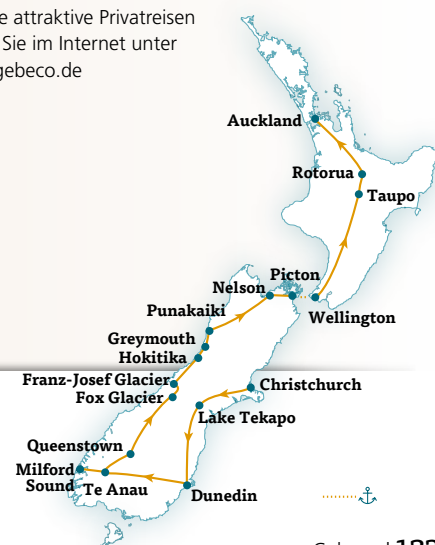 e attraktive Privatreisen
Sie im Internet unter
gebeco.de
Auckland
Rotorua
Taupo
Picton
Nelson
Wellington
Punakaiki
Greymouth
Hokitika
Franz-Josef Glacier
Fox Glacier
Christchurch
Lake Tekapo
Queenstown
Milford
Sound
Te Anau
Dunedin